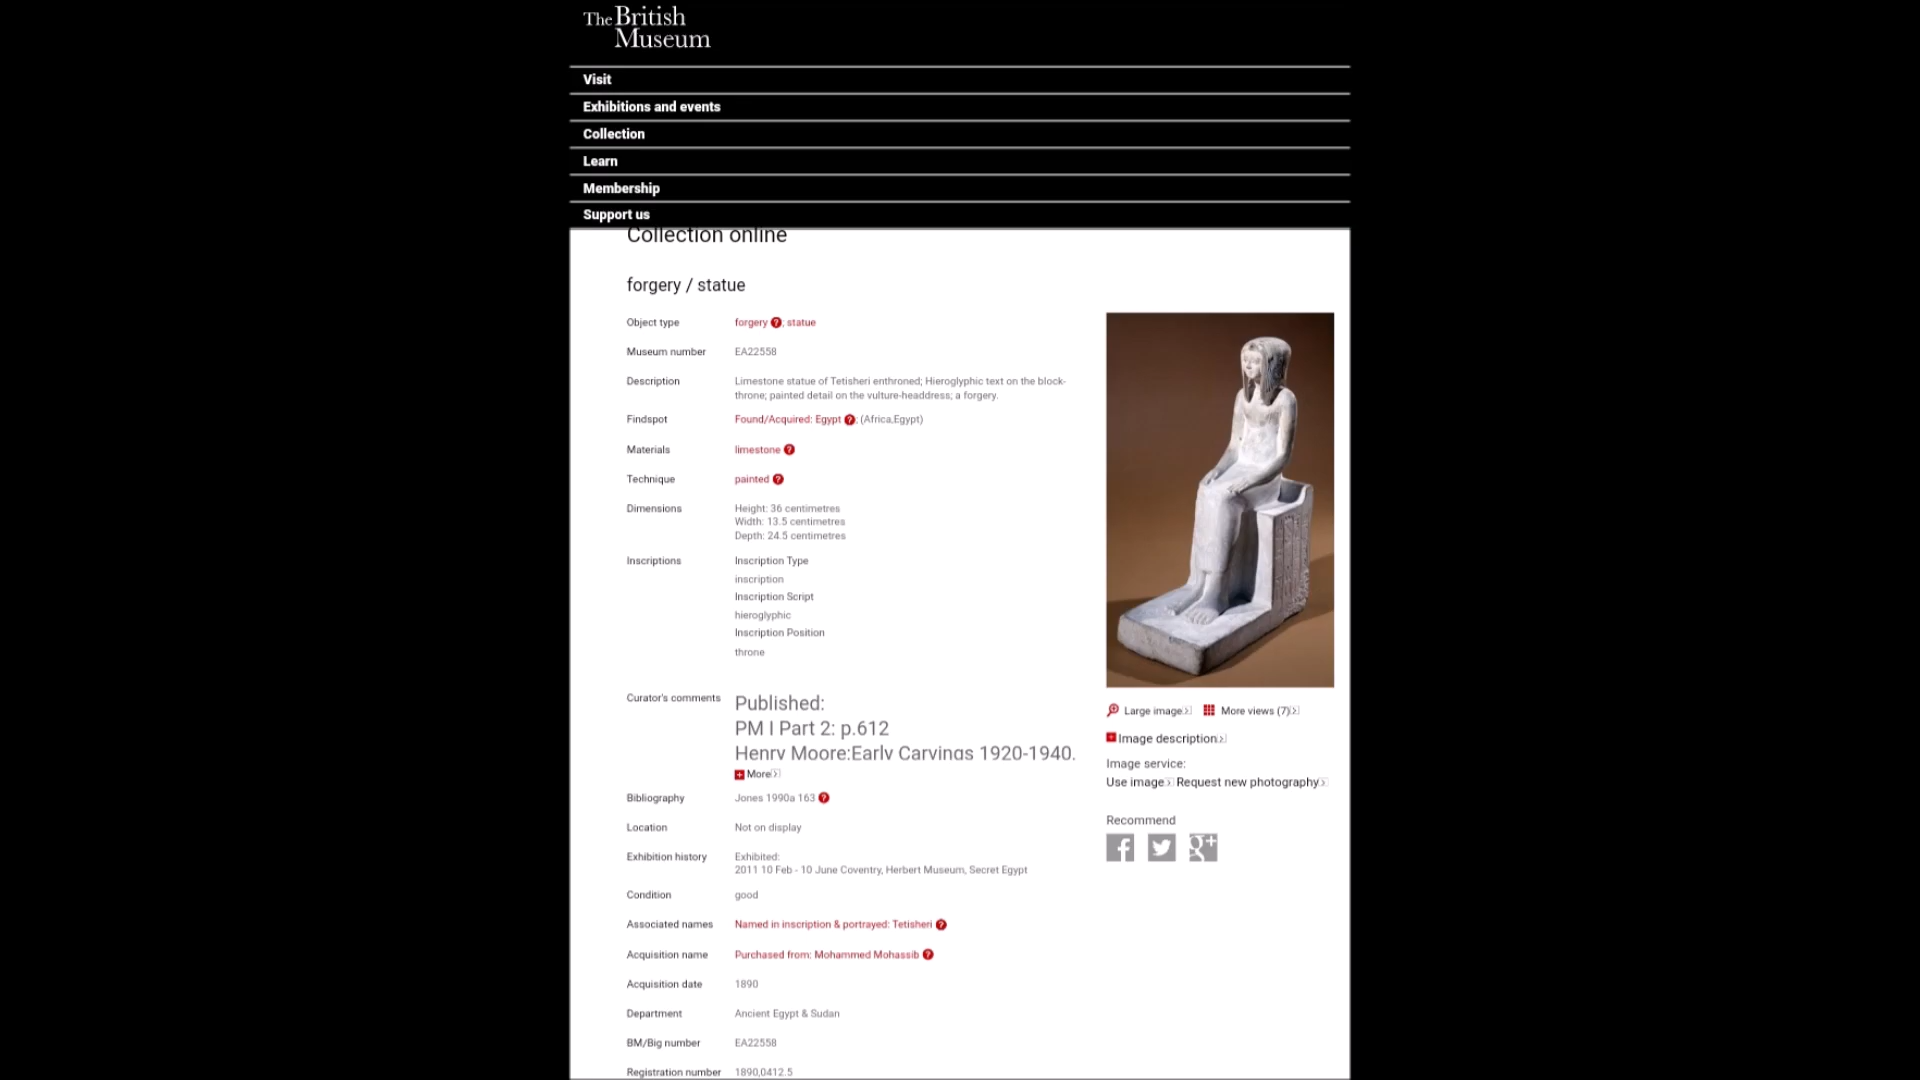 The British
Museum
Visit
Exhibitions and events
Collection
Learn
Membership
Support us
Collection online
forgery / statue
Object type forgery ?; statue
Museum number EA22558
Description Limestone statue of Tetisheri enthroned; Hieroglyphic text on the block-
throne; painted detail on the vulture-headdress; a forgery.
Findspot Found/Acquired: Egypt ?; (Africa,Egypt)
Materials limestone ?
Technique painted ?
Dimensions Height: 36 centimetres
Width: 13.5 centimetres
Depth: 24.5 centimetres
Inscriptions Inscription Type
inscription
Inscription Script
hieroglyphic
Inscription Position
throne
Curator's comments Published:
PM I Part 2: p.612
Henry Moore:Early Carvings 1920-1940.
More
Bibliography Jones 1990a 163 ?
Location Not on display
Exhibition history Exhibited:
2011 10 Feb - 10 June Coventry, Herbert Museum, Secret Egypt
Condition good
Associated names Named in inscription & portrayed: Tetisheri ?
Acquisition name Purchased from: Mohammed Mohassib ?
Acquisition date 1890
Department Ancient Egypt & Sudan
BM/Big number EA22558
Registration number 1890,0412.5
Large image More views (7)
Image description
Image service:
Use image Request new photography
Recommend
f g+